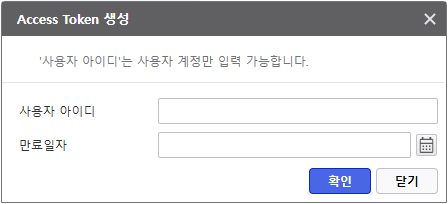 Access Token 생성
'사용자 아이디'는 사용자 계정만 입력 가능합니다.
사용자 아이디
만료일자
확인 닫기